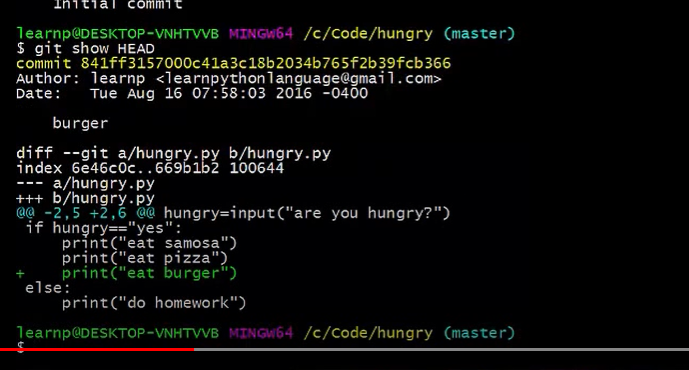 Initial commit
learnp@DESKTOP-VNHTVVB MINGW64 /c/Code/hungry (master)
$ git show HEAD
commit 841ff3157000c41a3c18b2034b765f2b39fcb366
Author: learnp <learnpythonlanguage@gmail.com>
Date:   Tue Aug 16 07:58:03 2016 -0400
    burger
diff --git a/hungry.py b/hungry.py
index 6e46c0c..669b1b2 100644
--- a/hungry.py
+++ b/hungry.py
@@ -2,5 +2,6 @@ hungry=input("are you hungry?")
 if hungry=="yes":
     print("eat samosa")
     print("eat pizza")
+    print("eat burger")
 else:
     print("do homework")
learnp@DESKTOP-VNHTVVB MINGW64 /c/Code/hungry (master)
$